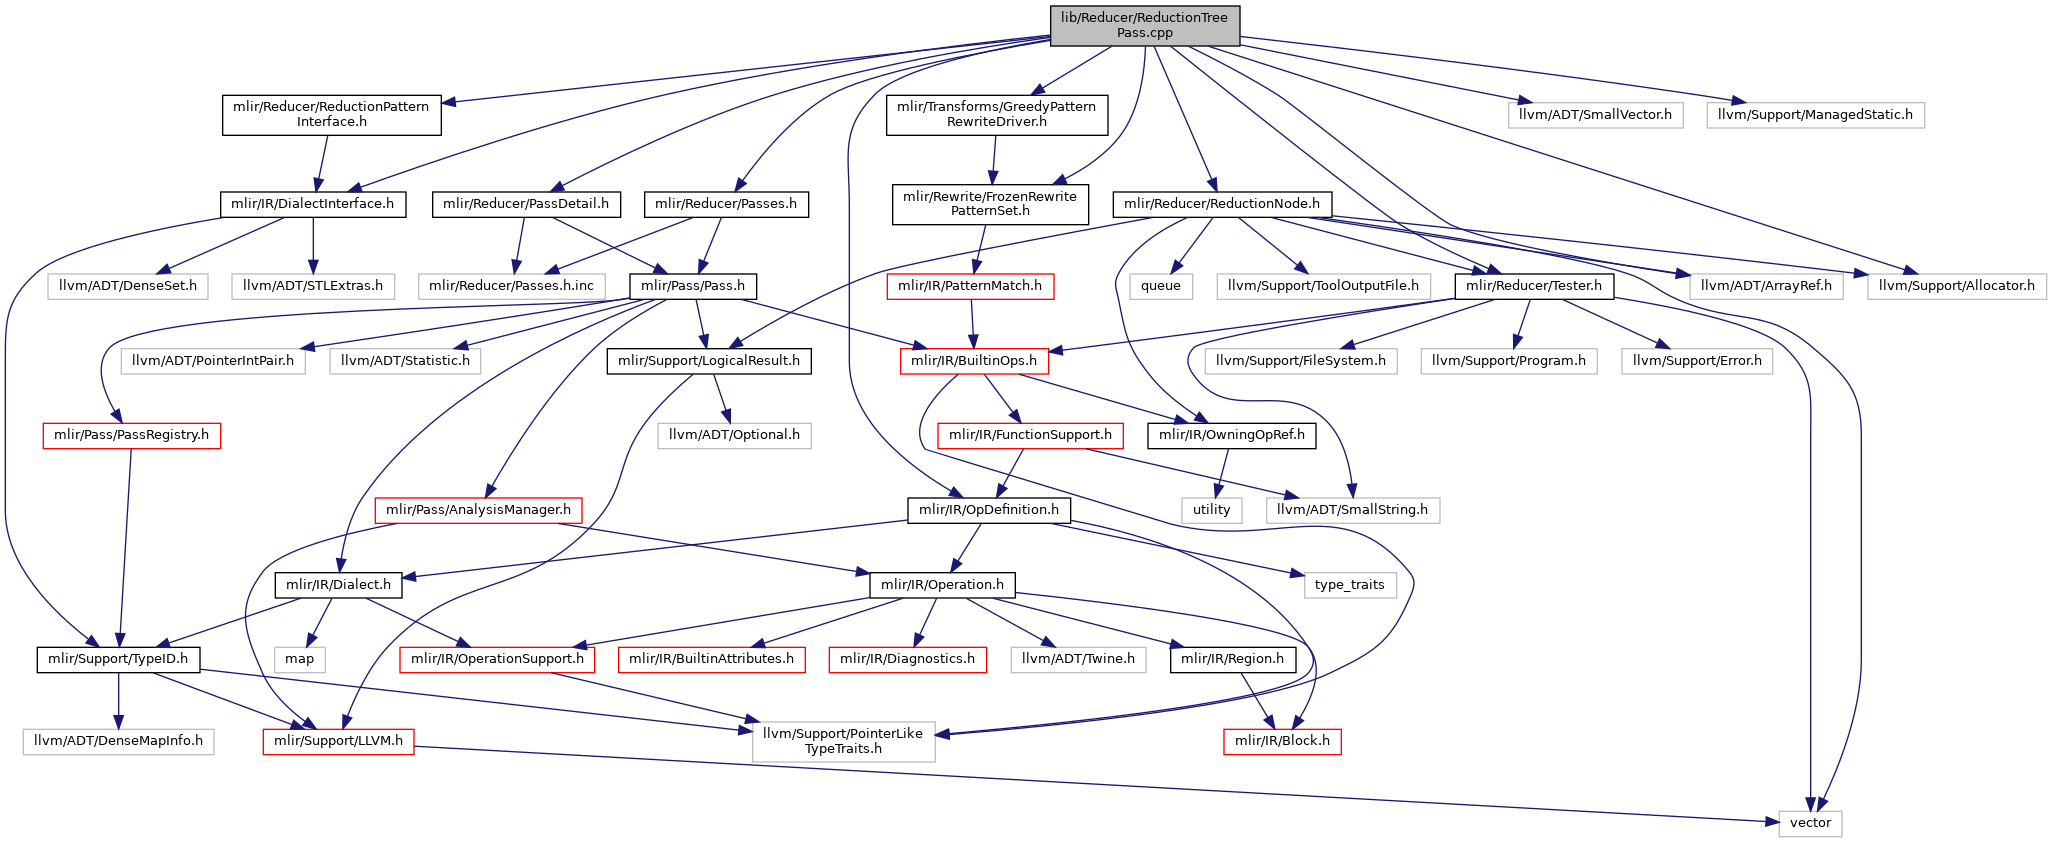 lib/Reducer/ReductionTree
Pass.cpp
mlir/Reducer/ReductionPattern
Interface.h
mlir/Transforms/GreedyPattern
RewriteDriver.h
llvm/ADT/SmallVector.h
llvm/Support/ManagedStatic.h
mlir/IR/DialectInterface.h
mlir/Reducer/PassDetail.h
mlir/Reducer/Passes.h
mlir/Rewrite/FrozenRewrite
PatternSet.h
mlir/Reducer/ReductionNode.h
llvm/ADT/DenseSet.h
llvm/ADT/STLExtras.h
mlir/Reducer/Passes.h.inc
mlir/Pass/Pass.h
mlir/IR/PatternMatch.h
queue
llvm/Support/ToolOutputFile.h
mlir/Reducer/Tester.h
llvm/ADT/ArrayRef.h
llvm/Support/Allocator.h
llvm/ADT/PointerIntPair.h
llvm/ADT/Statistic.h
mlir/Support/LogicalResult.h
mlir/IR/BuiltinOps.h
llvm/Support/FileSystem.h
llvm/Support/Program.h
llvm/Support/Error.h
mlir/Pass/PassRegistry.h
llvm/ADT/Optional.h
mlir/IR/FunctionSupport.h
mlir/IR/OwningOpRef.h
mlir/Pass/AnalysisManager.h
mlir/IR/OpDefinition.h
utility
llvm/ADT/SmallString.h
mlir/IR/Dialect.h
mlir/IR/Operation.h
type_traits
mlir/Support/TypeID.h
map
mlir/IR/OperationSupport.h
mlir/IR/BuiltinAttributes.h
mlir/IR/Diagnostics.h
llvm/ADT/Twine.h
mlir/IR/Region.h
llvm/ADT/DenseMapInfo.h
mlir/Support/LLVM.h
llvm/Support/PointerLike
TypeTraits.h
mlir/IR/Block.h
vector